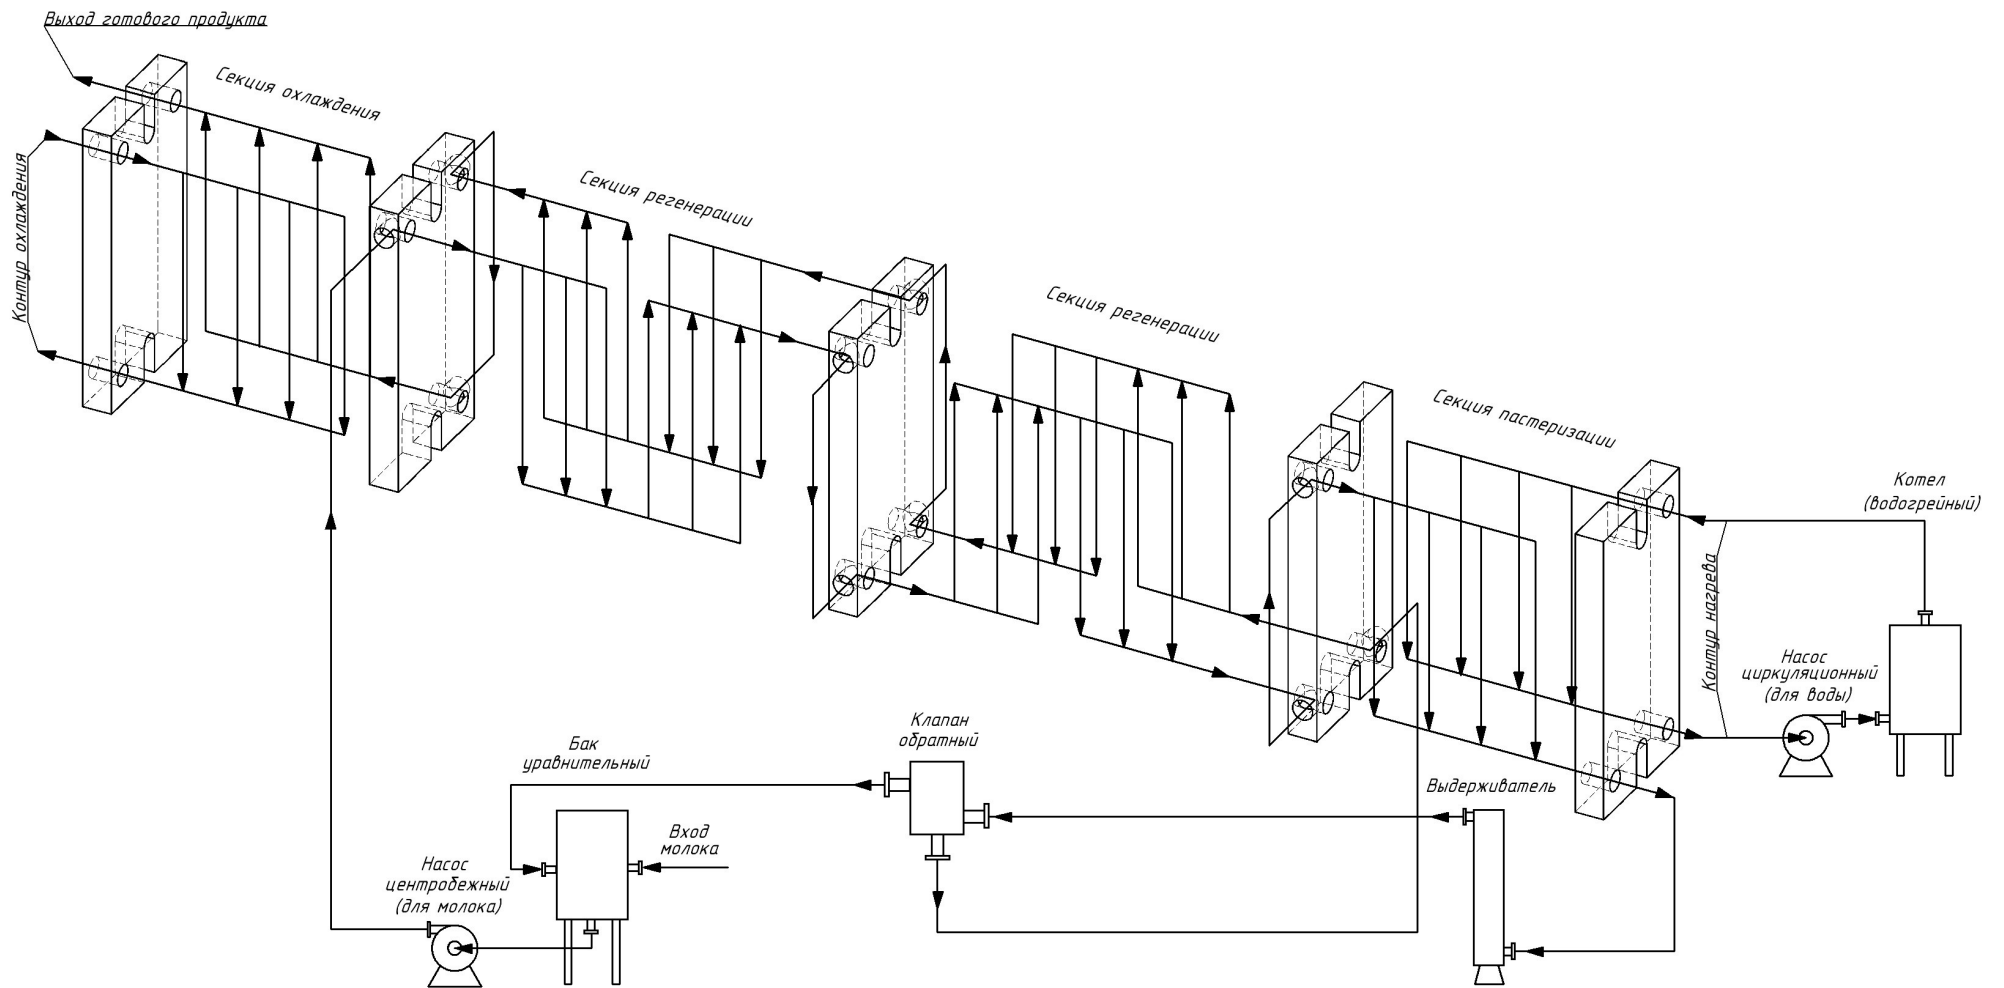 Выход готового продукта
Секция охлаждения
Контур охлаждения
Секция регенерации
Секция регенерации
Секция пастеризации
Котел
(водогрейный)
Контур нагрева
Насос
циркуляционный
(для воды)
Клапан
обратный
Бак
уравнительный
Выдерживатель
Вход
молока
Насос
центробежный
(для молока)